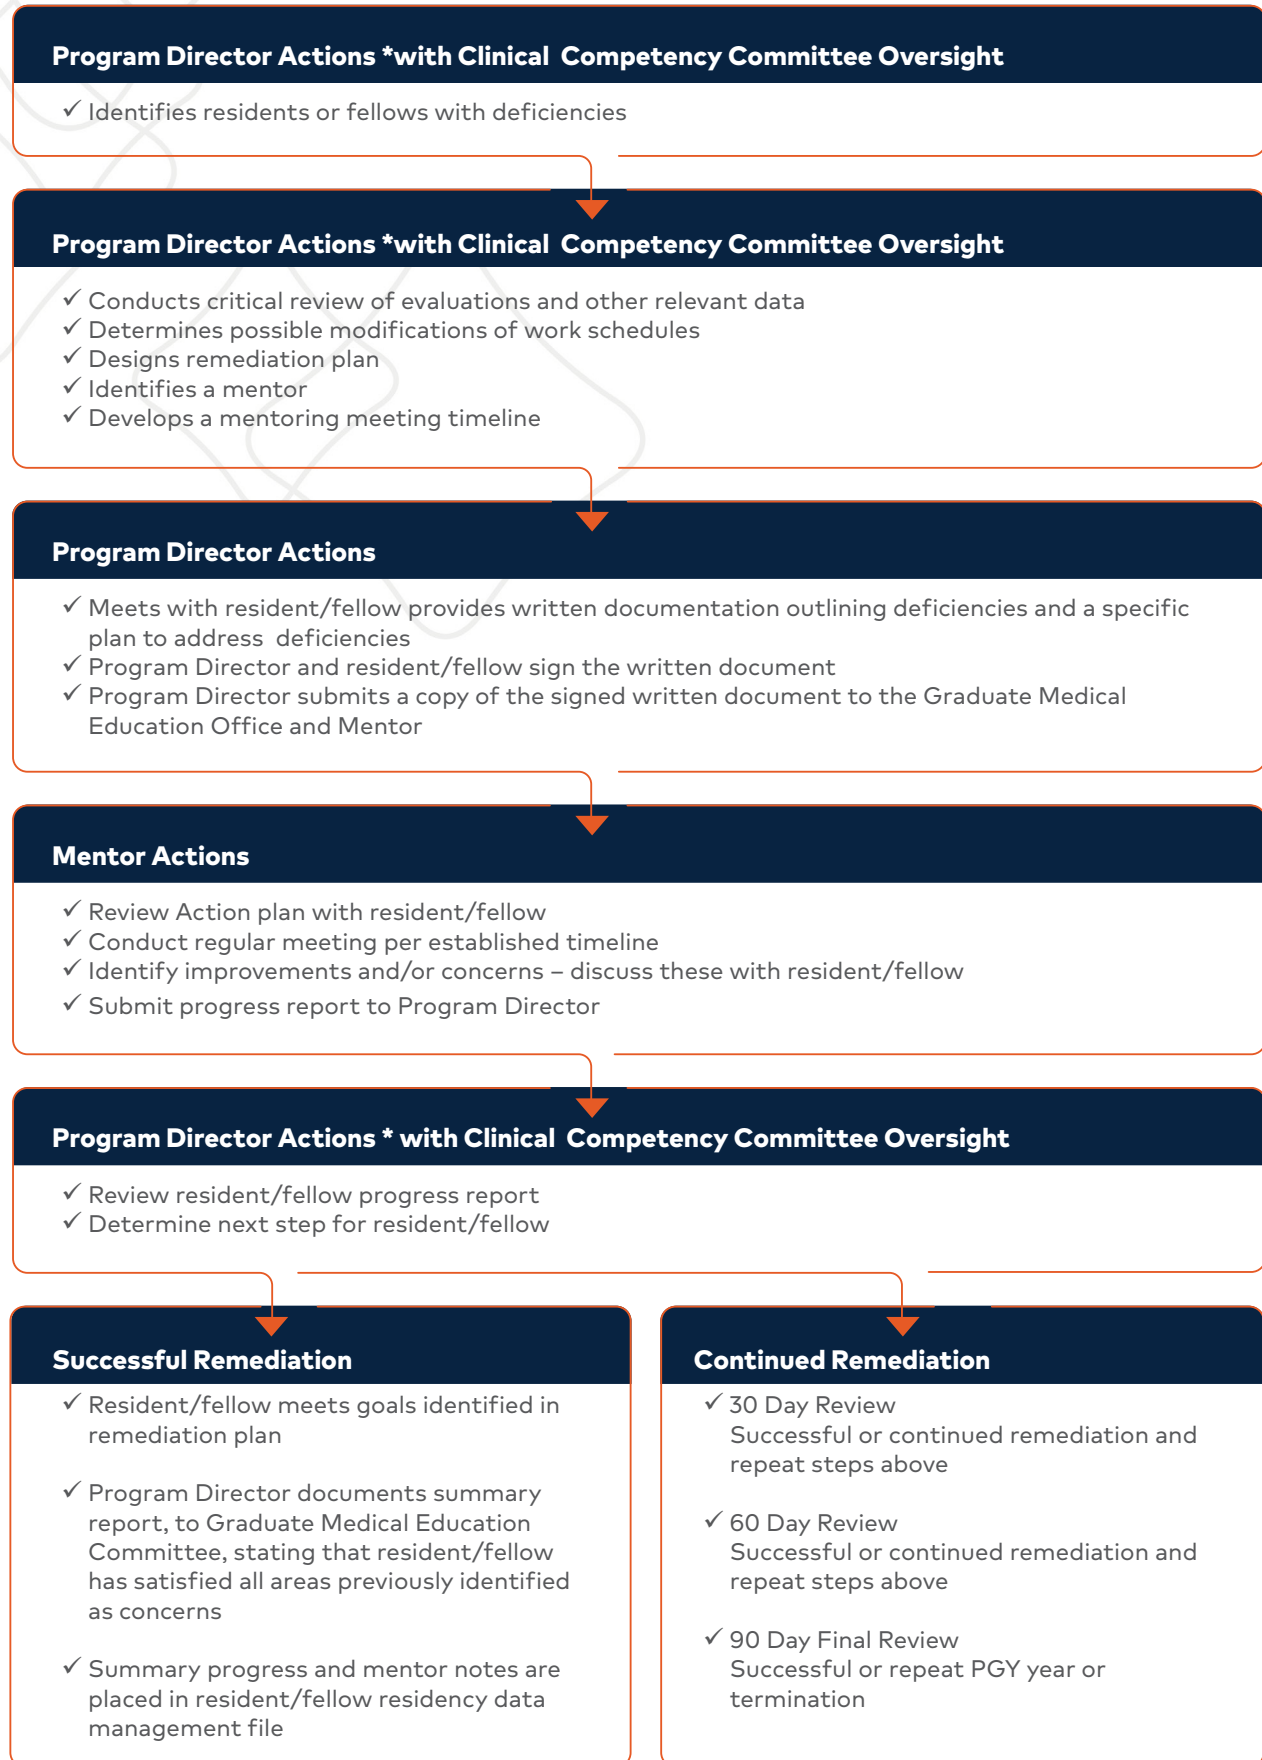 Program Director Actions *with Clinical Competency Committee Oversight
✓ Identifies residents or fellows with deficiencies
Program Director Actions *with Clinical Competency Committee Oversight
✓ Conducts critical review of evaluations and other relevant data
✓ Determines possible modifications of work schedules
✓ Designs remediation plan
✓ Identifies a mentor
✓ Develops a mentoring meeting timeline
Program Director Actions
✓ Meets with resident/fellow provides written documentation outlining deficiencies and a specific
plan to address deficiencies
✓ Program Director and resident/fellow sign the written document
✓ Program Director submits a copy of the signed written document to the Graduate Medical
Education Office and Mentor
Mentor Actions
✓ Review Action plan with resident/fellow
✓ Conduct regular meeting per established timeline
✓ Identify improvements and/or concerns – discuss these with resident/fellow
✓ Submit progress report to Program Director
Program Director Actions * with Clinical Competency Committee Oversight
✓ Review resident/fellow progress report
✓ Determine next step for resident/fellow
Successful Remediation
✓ Resident/fellow meets goals identified in
remediation plan
✓ Program Director documents summary
report, to Graduate Medical Education
Committee, stating that resident/fellow
has satisfied all areas previously identified
as concerns
✓ Summary progress and mentor notes are
placed in resident/fellow residency data
management file
Continued Remediation
✓ 30 Day Review
Successful or continued remediation and
repeat steps above
✓ 60 Day Review
Successful or continued remediation and
repeat steps above
✓ 90 Day Final Review
Successful or repeat PGY year or
termination